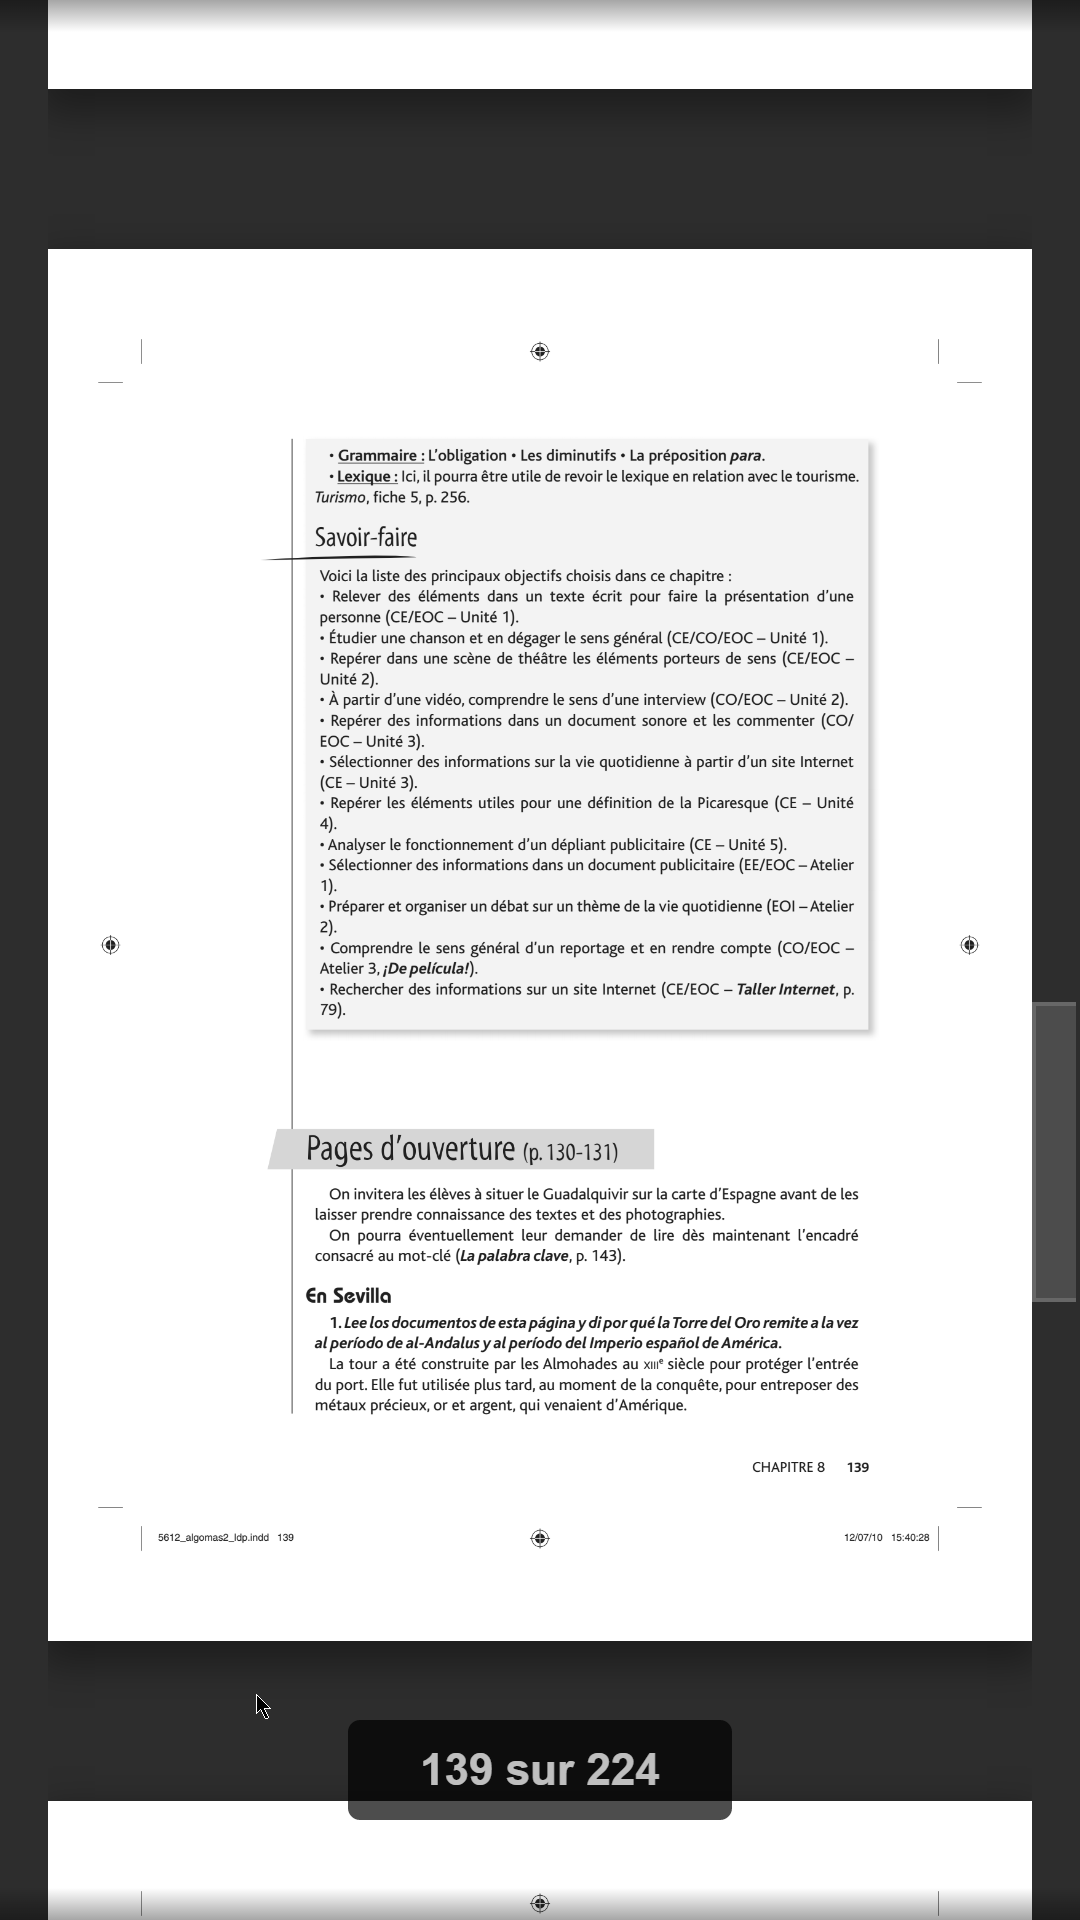 • Grammaire : L'obligation • Les diminutifs • La préposition para.
• Lexique : Ici, il pourra être utile de revoir le lexique en relation avec le tourisme.
Turismo, fiche 5, p. 256.
Savoir-faire
Voici la liste des principaux objectifs choisis dans ce chapitre :
• Relever des éléments dans un texte écrit pour faire la présentation d'une
personne (CE/EOC – Unité 1).
• Étudier une chanson et en dégager le sens général (CE/CO/EOC – Unité 1).
• Repérer dans une scène de théâtre les éléments porteurs de sens (CE/EOC –
Unité 2).
• À partir d'une vidéo, comprendre le sens d'une interview (CO/EOC – Unité 2).
• Repérer des informations dans un document sonore et les commenter (CO/
EOC – Unité 3).
• Sélectionner des informations sur la vie quotidienne à partir d'un site Internet
(CE – Unité 3).
• Repérer les éléments utiles pour une définition de la Picaresque (CE – Unité
4).
• Analyser le fonctionnement d'un dépliant publicitaire (CE – Unité 5).
• Sélectionner des informations dans un document publicitaire (EE/EOC – Atelier
1).
• Préparer et organiser un débat sur un thème de la vie quotidienne (EOI – Atelier
2).
• Comprendre le sens général d'un reportage et en rendre compte (CO/EOC –
Atelier 3, ¡De película!).
• Rechercher des informations sur un site Internet (CE/EOC – Taller Internet, p.
79).
Pages d'ouverture (p. 130-131)
On invitera les élèves à situer le Guadalquivir sur la carte d'Espagne avant de les
laisser prendre connaissance des textes et des photographies.
On pourra éventuellement leur demander de lire dès maintenant l'encadré
consacré au mot-clé (La palabra clave, p. 143).
En Sevilla
1. Lee los documentos de esta página y di por qué la Torre del Oro remite a la vez
al período de al-Andalus y al período del Imperio español de América.
La tour a été construite par les Almohades au XIIIe siècle pour protéger l'entrée
du port. Elle fut utilisée plus tard, au moment de la conquête, pour entreposer des
métaux précieux, or et argent, qui venaient d'Amérique.
CHAPITRE 8 139
5612_algomas2_ldp.indd 139
12/07/10 15:40:28
139 sur 224